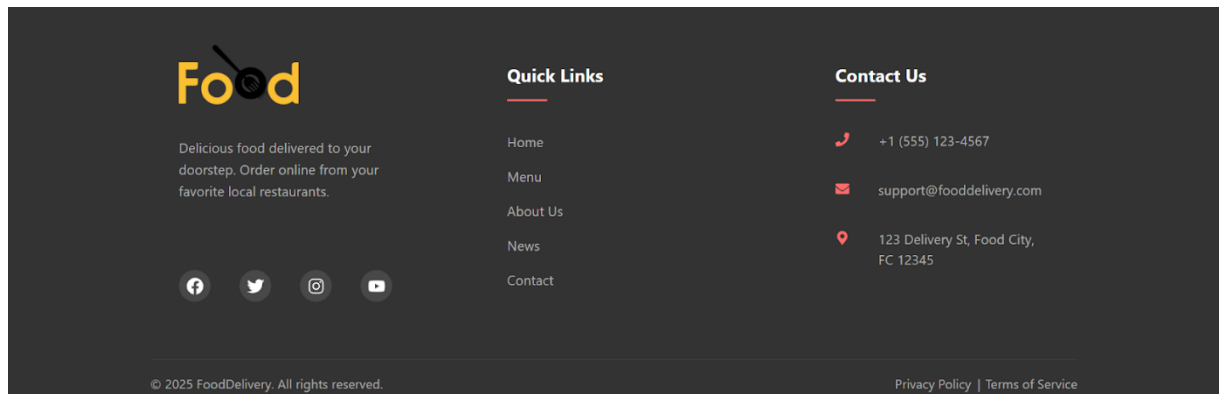 Food
Delicious food delivered to your
doorstep. Order online from your
favorite local restaurants.
Quick Links
Home
Menu
About Us
News
Contact
Contact Us
+1 (555) 123-4567
support@fooddelivery.com
123 Delivery St, Food City,
FC 12345
© 2025 FoodDelivery. All rights reserved.
Privacy Policy | Terms of Service